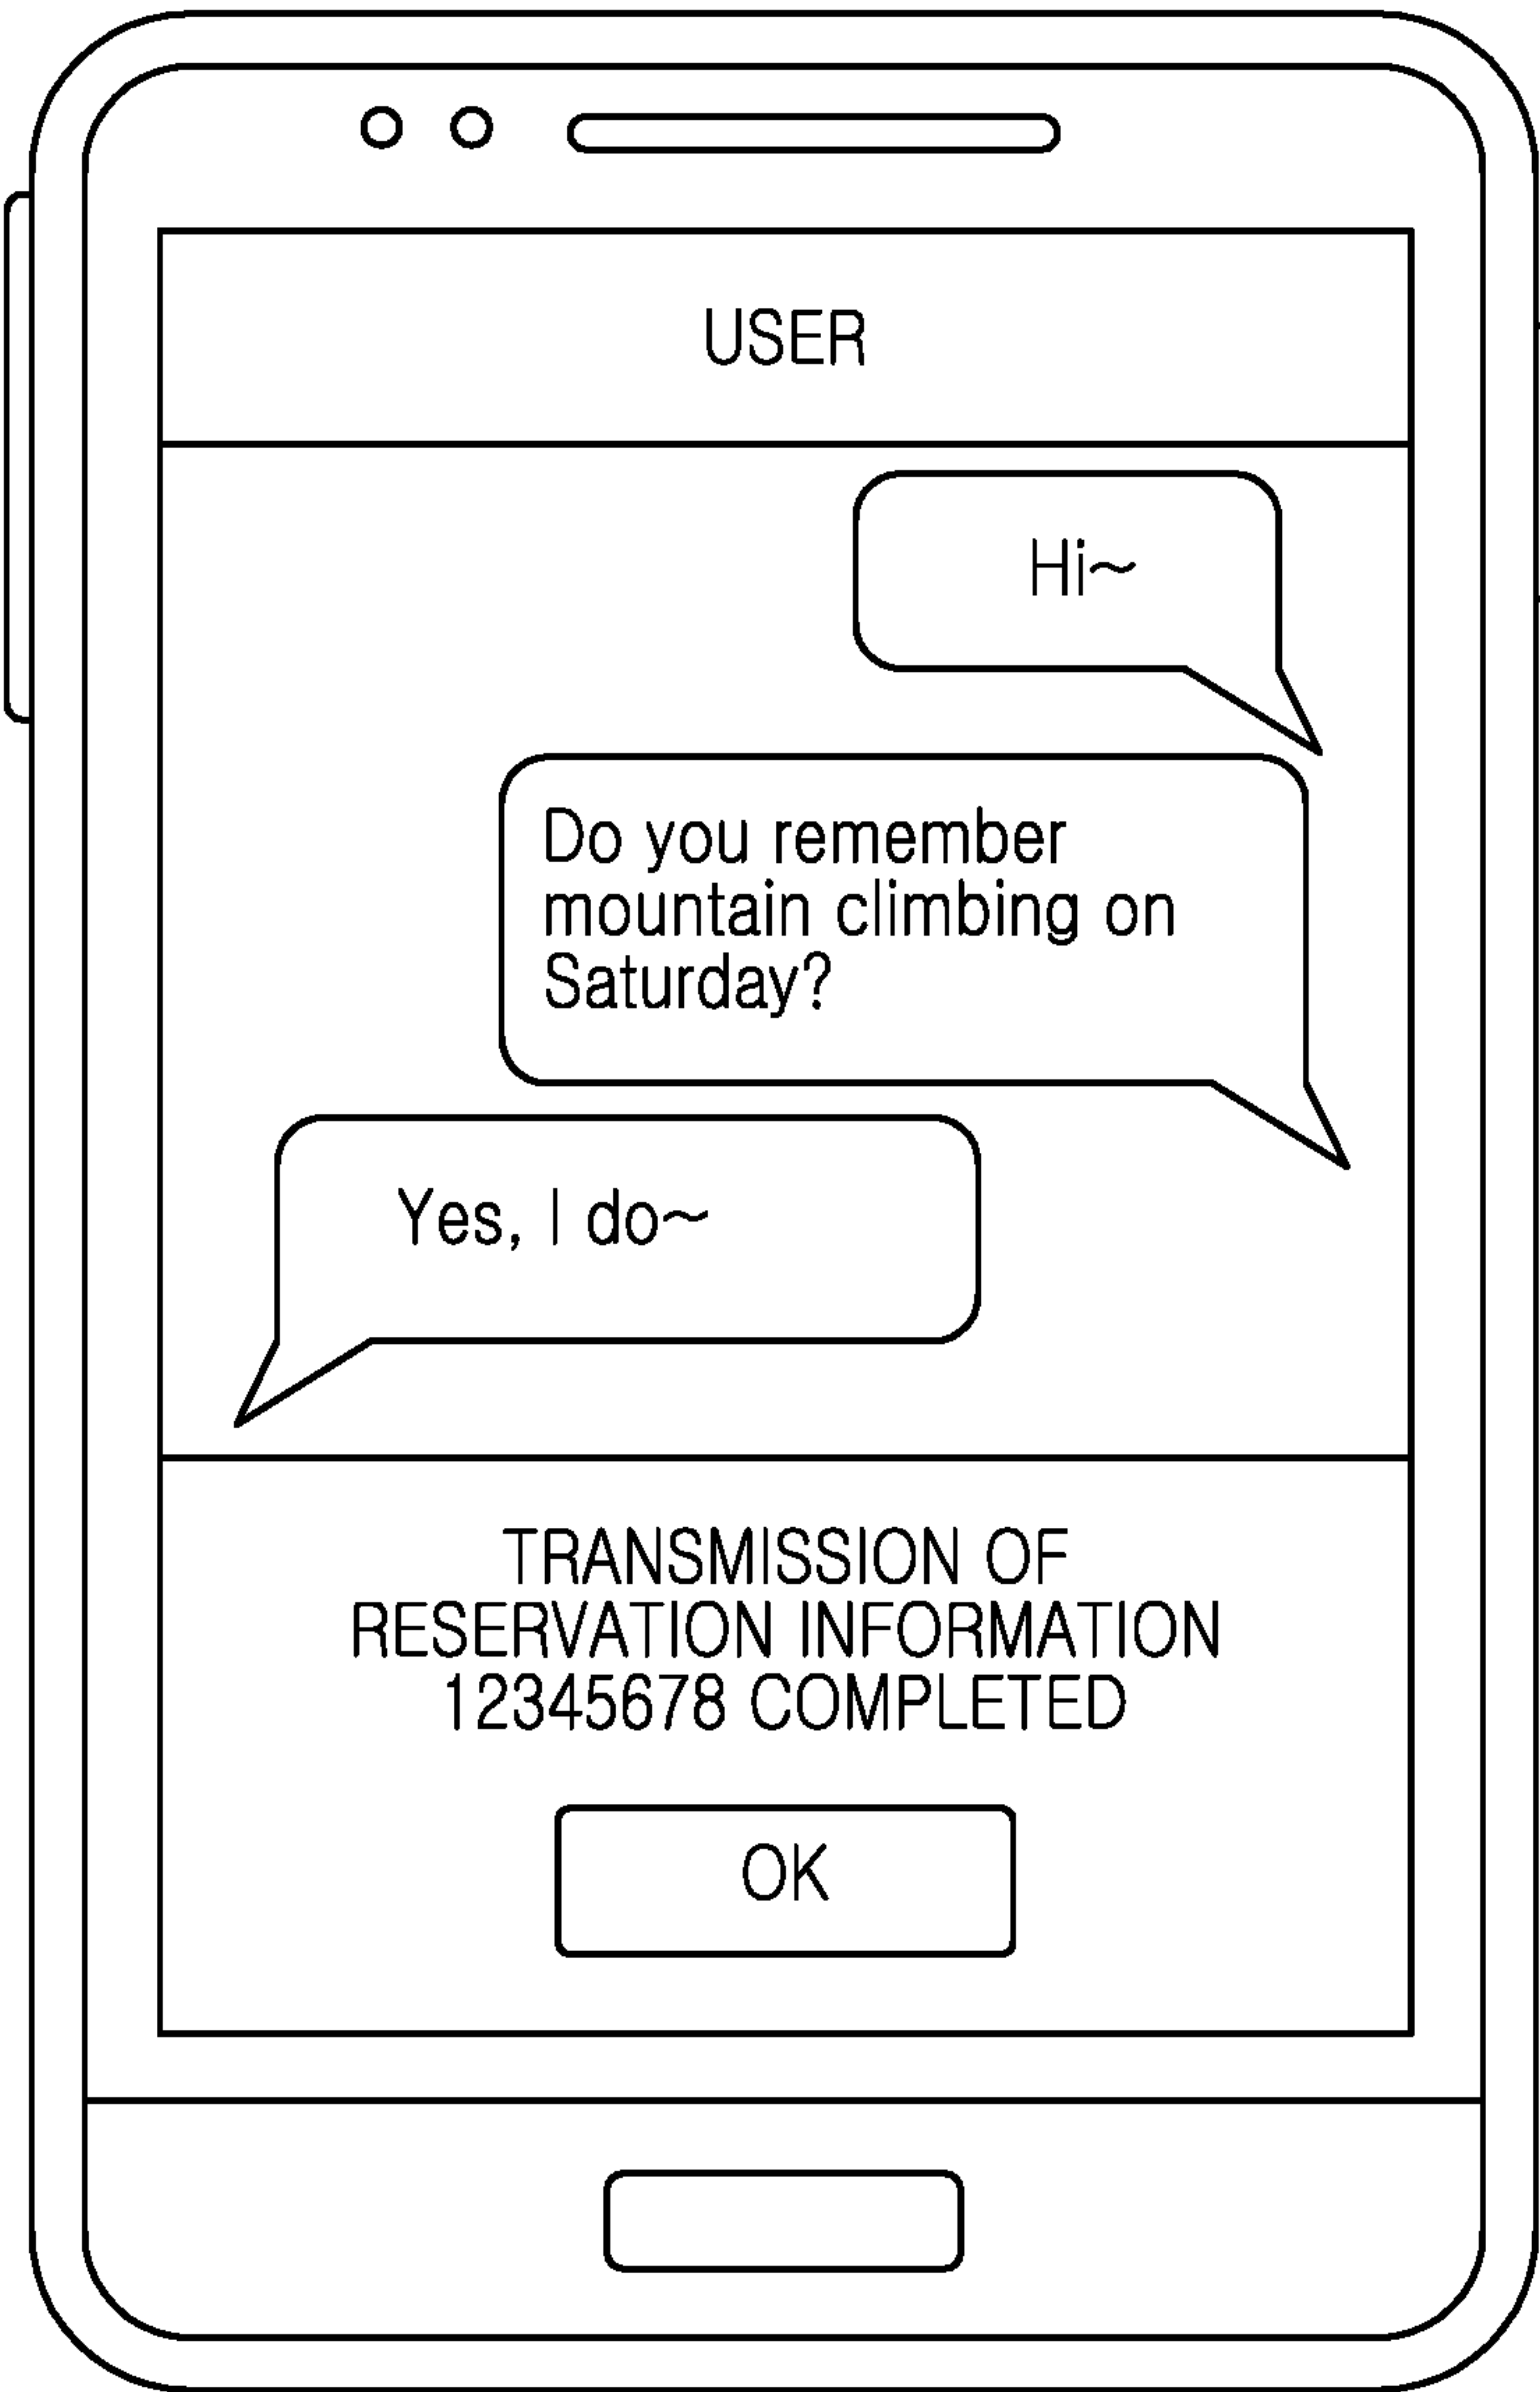 USER
Hi~
Do you remember
mountain climbing on
Saturday?
Yes, I do~
TRANSMISSION OF
RESERVATION INFORMATION
12345678 COMPLETED
OK